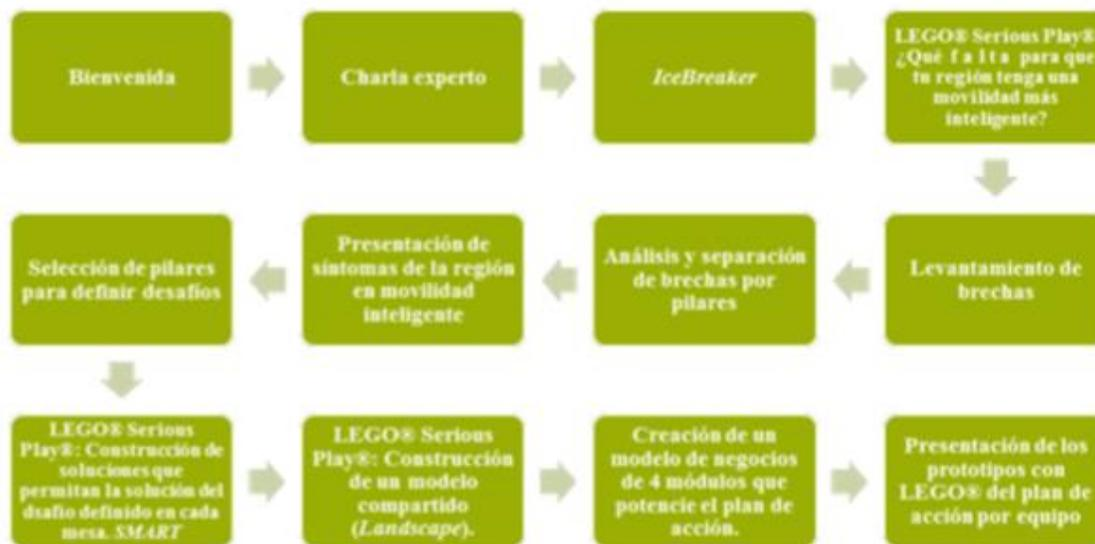 Bienvenida
Charla experto
IceBreaker
LEGO® Serious Play®
¿Qué f a l t a para que
tu región tenga una
movilidad más
inteligente?
Levantamiento de
brechas
Análisis y separación
de brechas por
pilares
Presentación de
síntomas de la región
en movilidad
inteligente
Selección de pilares
para definir desafíos
LEGO® Serious
Play®: Construcción de
soluciones que
permitan la solución del
dsafío definido en cada
mesa. SMART
LEGO® Serious
Play®: Construcción
de un modelo
compartido
(Landscape).
Creación de un
modelo de negocios
de 4 módulos que
potencie el plan de
acción.
Presentación de los
prototipos con
LEGO® del plan de
acción por equipo